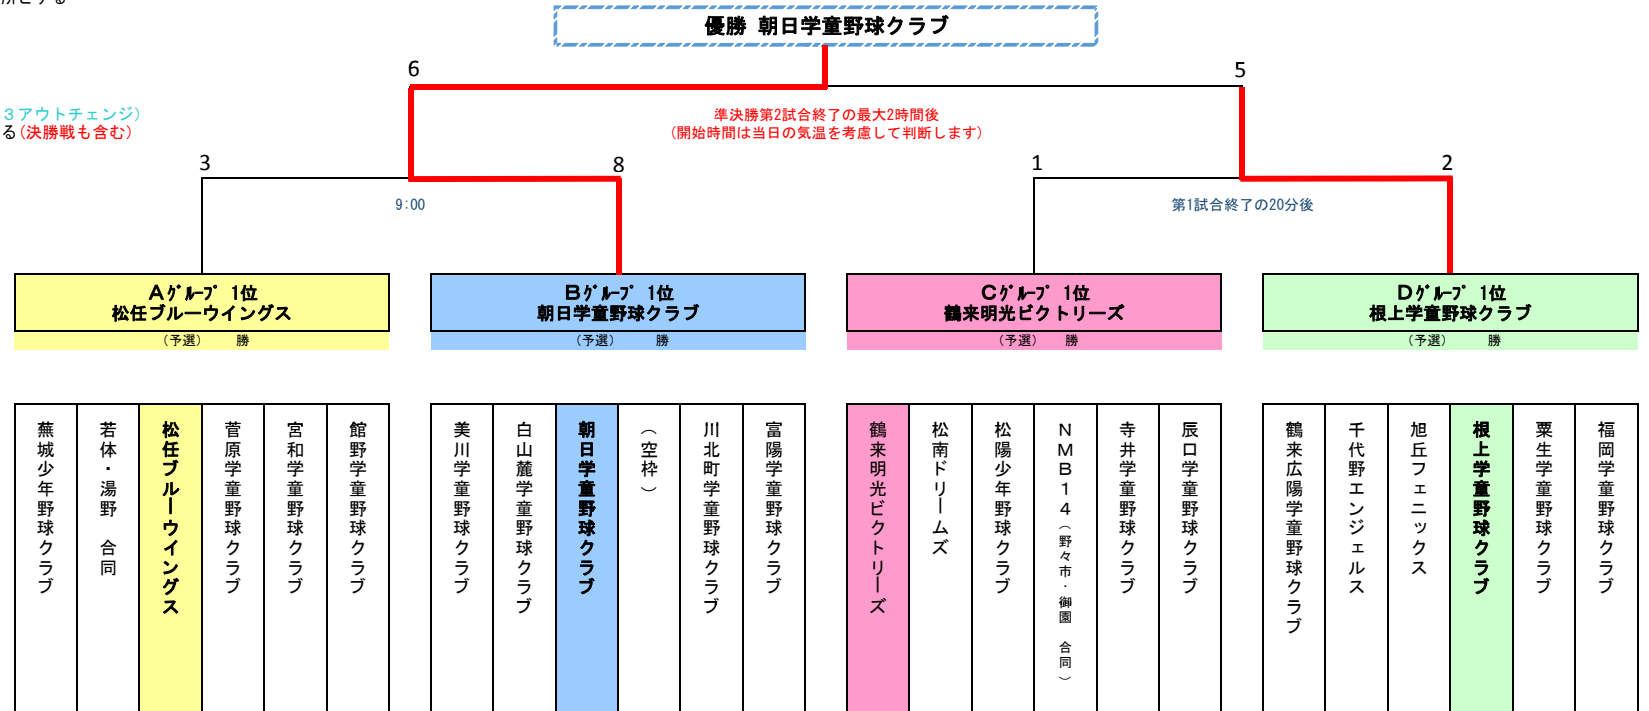 所とする
優勝 朝日学童野球クラブ
6
5
３アウトチェンジ）
る(決勝戦も含む)
準決勝第2試合終了の最大2時間後
(開始時間は当日の気温を考慮して判断します)
3
8
1
2
9:00
第1試合終了の20分後
Aｸﾞﾙｰﾌﾟ 1位
松任ブルーウイングス
(予選) 勝
Bｸﾞﾙｰﾌﾟ 1位
朝日学童野球クラブ
(予選) 勝
Cｸﾞﾙｰﾌﾟ 1位
鶴来明光ビクトリーズ
(予選) 勝
Dｸﾞﾙｰﾌﾟ 1位
根上学童野球クラブ
(予選) 勝
蕪城少年野球クラブ
若体・湯野 合同
松任ブルーウイングス
菅原学童野球クラブ
宮和学童野球クラブ
館野学童野球クラブ
美川学童野球クラブ
白山麓学童野球クラブ
朝日学童野球クラブ
（空枠）
川北町学童野球クラブ
富陽学童野球クラブ
鶴来明光ビクトリーズ
松南ドリームズ
松陽少年野球クラブ
ＮＭＢ１４（野々市・御園 合同）
寺井学童野球クラブ
辰口学童野球クラブ
鶴来広陽学童野球クラブ
千代野エンジェルス
旭丘フェニックス
根上学童野球クラブ
粟生学童野球クラブ
福岡学童野球クラブ